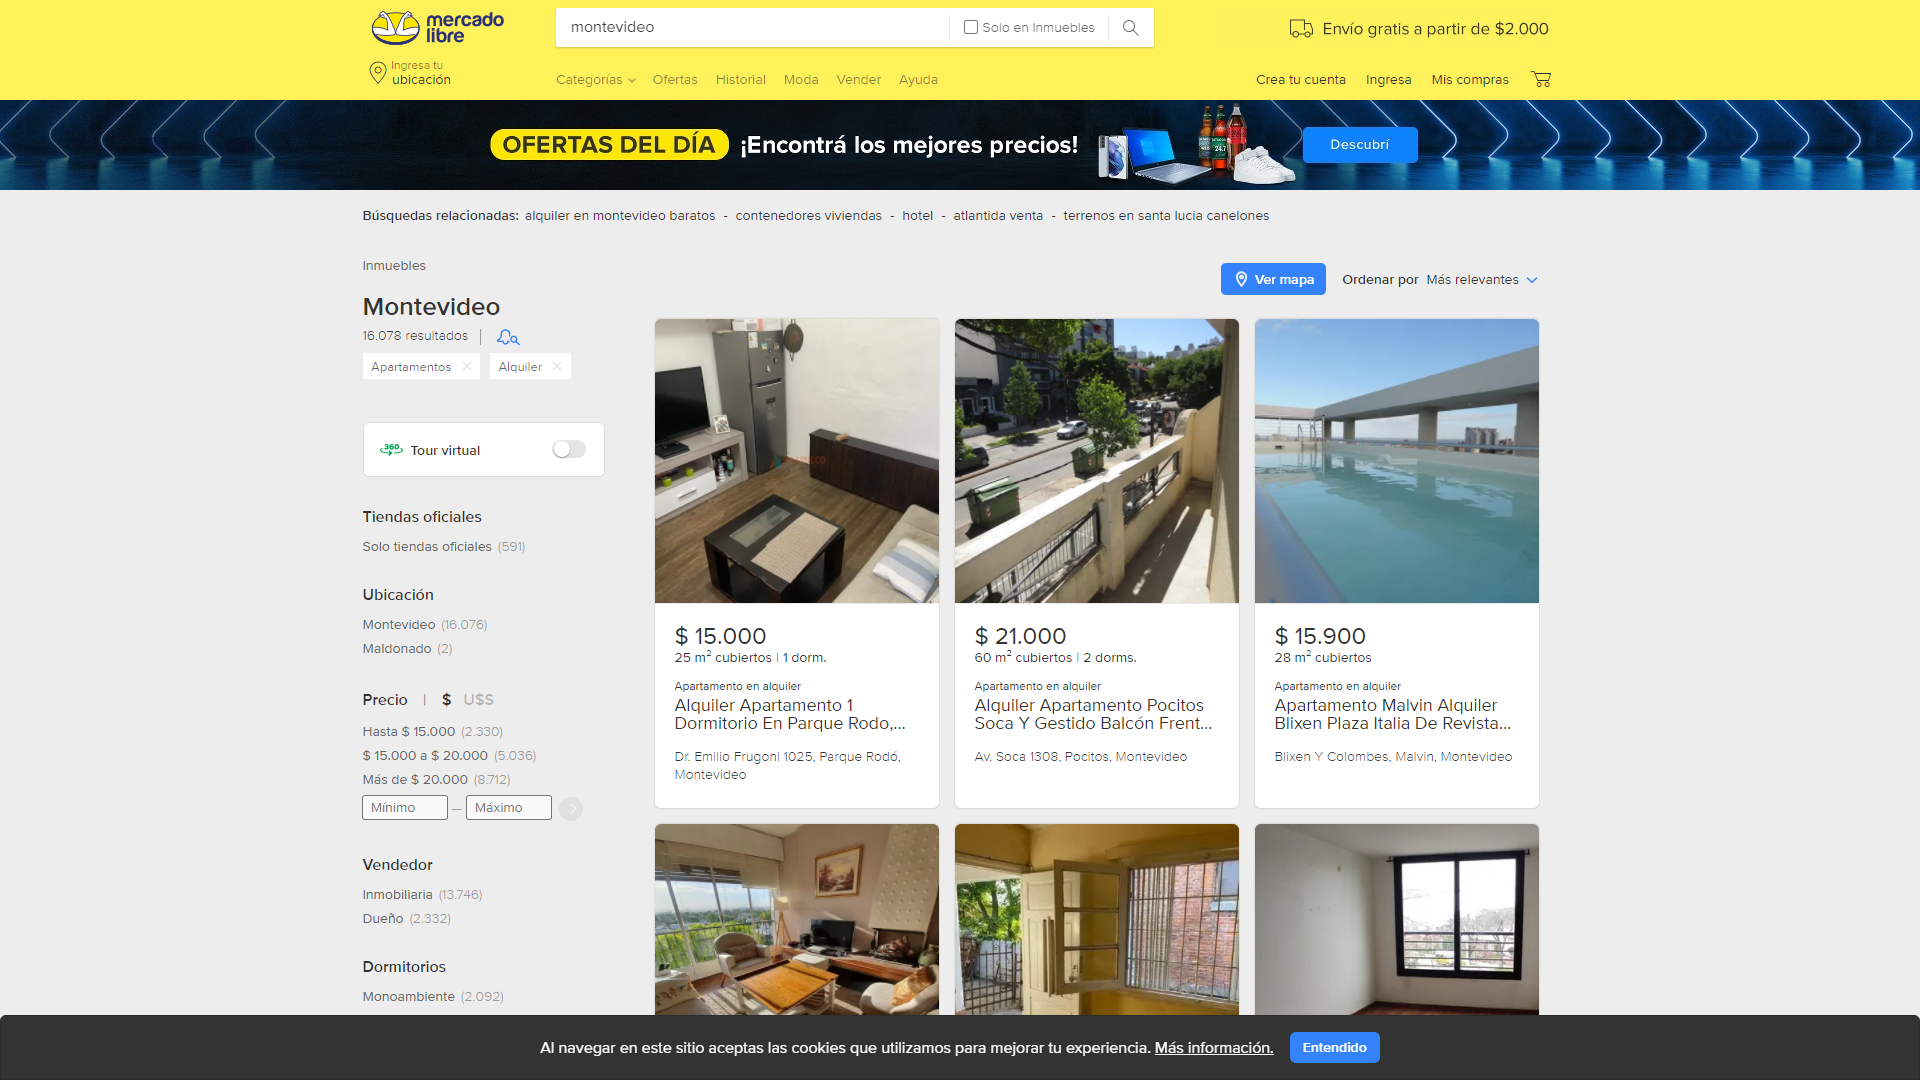 mercado
libre
montevideo
Solo en Inmuebles
Envío gratis a partir de $2.000
Ingresa tu
ubicación
Categorías
Ofertas
Historial
Moda
Vender
Ayuda
Crea tu cuenta
Ingresa
Mis compras
OFERTAS DEL DÍA ¡Encontrá los mejores precios!
Descubrí
Búsquedas relacionadas: alquiler en montevideo baratos - contenedores viviendas - hotel - atlantida venta - terrenos en santa lucia canelones
Inmuebles
Ver mapa
Ordenar por Más relevantes
Montevideo
16.078 resultados
Apartamentos
Alquiler
360
Tour virtual
Tiendas oficiales
Solo tiendas oficiales (591)
Ubicación
Montevideo (16.076)
Maldonado (2)
Precio | $ U$S
Hasta $ 15.000 (2.330)
$ 15.000 a $ 20.000 (5.036)
Más de $ 20.000 (8.712)
Mínimo — Máximo
Vendedor
Inmobiliaria (13.746)
Dueño (2.332)
Dormitorios
Monoambiente (2.092)
$ 15.000
25 m² cubiertos | 1 dorm.
Apartamento en alquiler
Alquiler Apartamento 1
Dormitorio En Parque Rodo,...
Dr. Emilio Frugoni 1025, Parque Rodó,
Montevideo
$ 21.000
60 m² cubiertos | 2 dorms.
Apartamento en alquiler
Alquiler Apartamento Pocitos
Soca Y Gestido Balcón Frent...
Av. Soca 1308, Pocitos, Montevideo
$ 15.900
28 m² cubiertos
Apartamento en alquiler
Apartamento Malvin Alquiler
Blixen Plaza Italia De Revista...
Blixen Y Colombes, Malvin, Montevideo
Al navegar en este sitio aceptas las cookies que utilizamos para mejorar tu experiencia. Más información.
Entendido